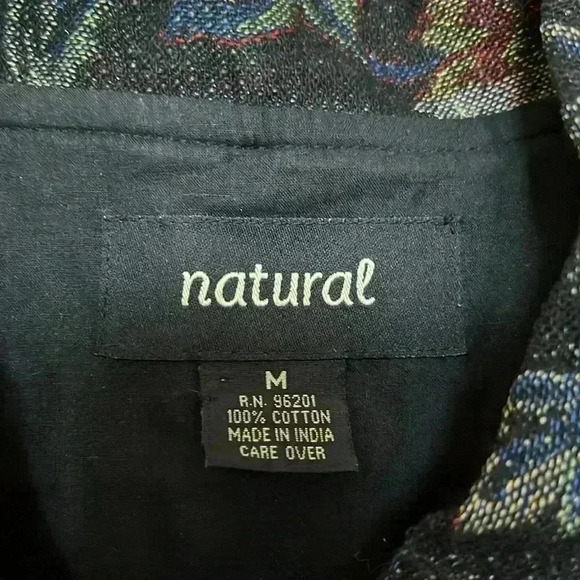 natural
M
R.N. 96201
100% COTTON
MADE IN INDIA
CARE OVER